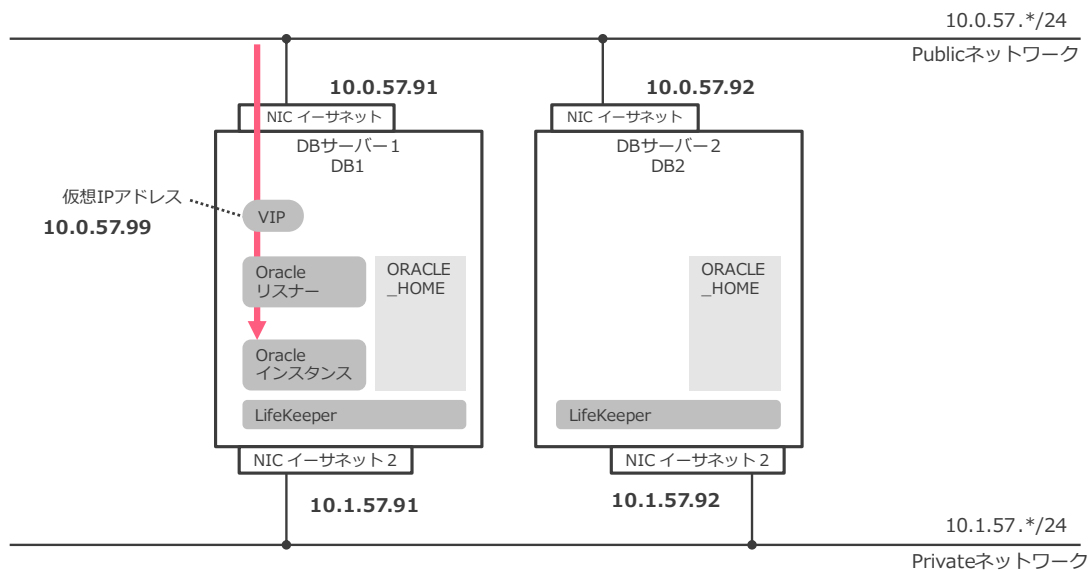 10.0.57.*/24
Publicネットワーク
10.0.57.91
10.0.57.92
NIC イーサネット
NIC イーサネット
DBサーバー1
DB1
DBサーバー2
DB2
仮想IPアドレス
10.0.57.99
VIP
Oracle
リスナー
ORACLE
_HOME
ORACLE
_HOME
Oracle
インスタンス
LifeKeeper
LifeKeeper
NIC イーサネット2
NIC イーサネット2
10.1.57.91
10.1.57.92
10.1.57.*/24
Privateネットワーク